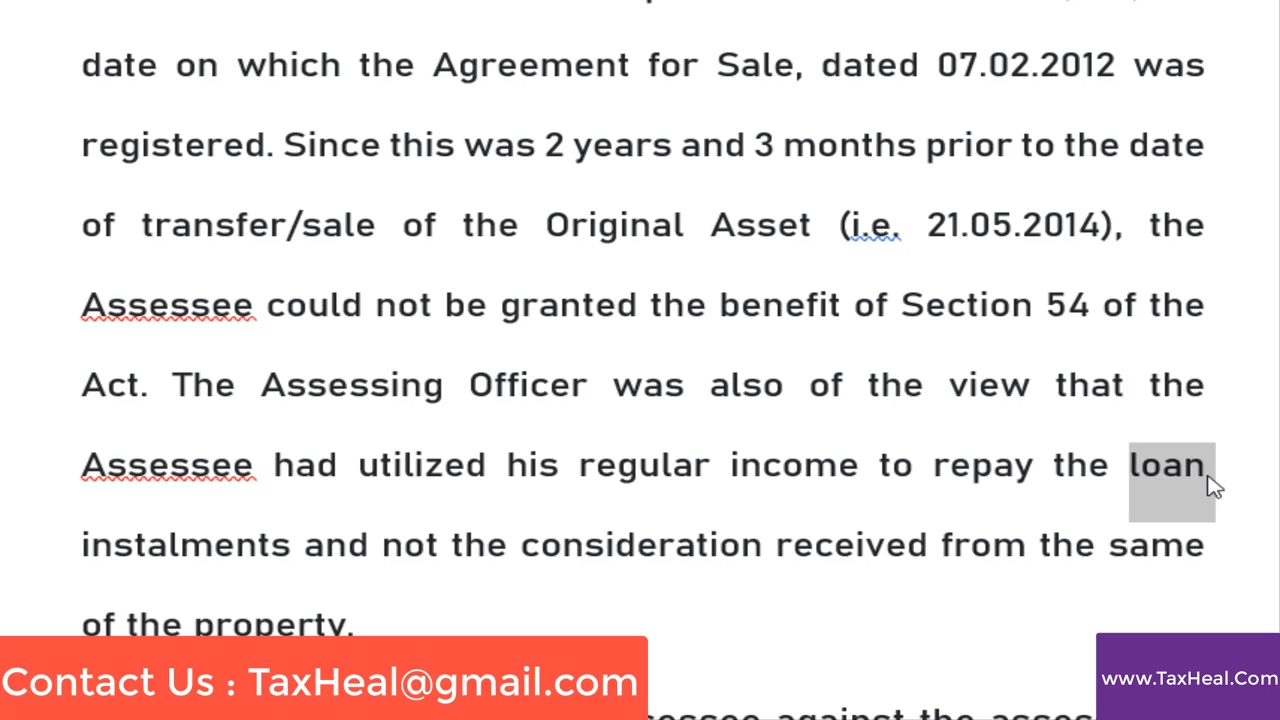 date on which the Agreement for Sale, dated 07.02.2012 was
registered. Since this was 2 years and 3 months prior to the date
of transfer/sale of the Original Asset (i.e. 21.05.2014), the
Assessee could not be granted the benefit of Section 54 of the
Act. The Assessing Officer was also of the view that the
Assessee had utilized his regular income to repay the loan
instalments and not the consideration received from the same
of the property.
Contact Us : TaxHeal@gmail.com
www.TaxHeal.Com
against the